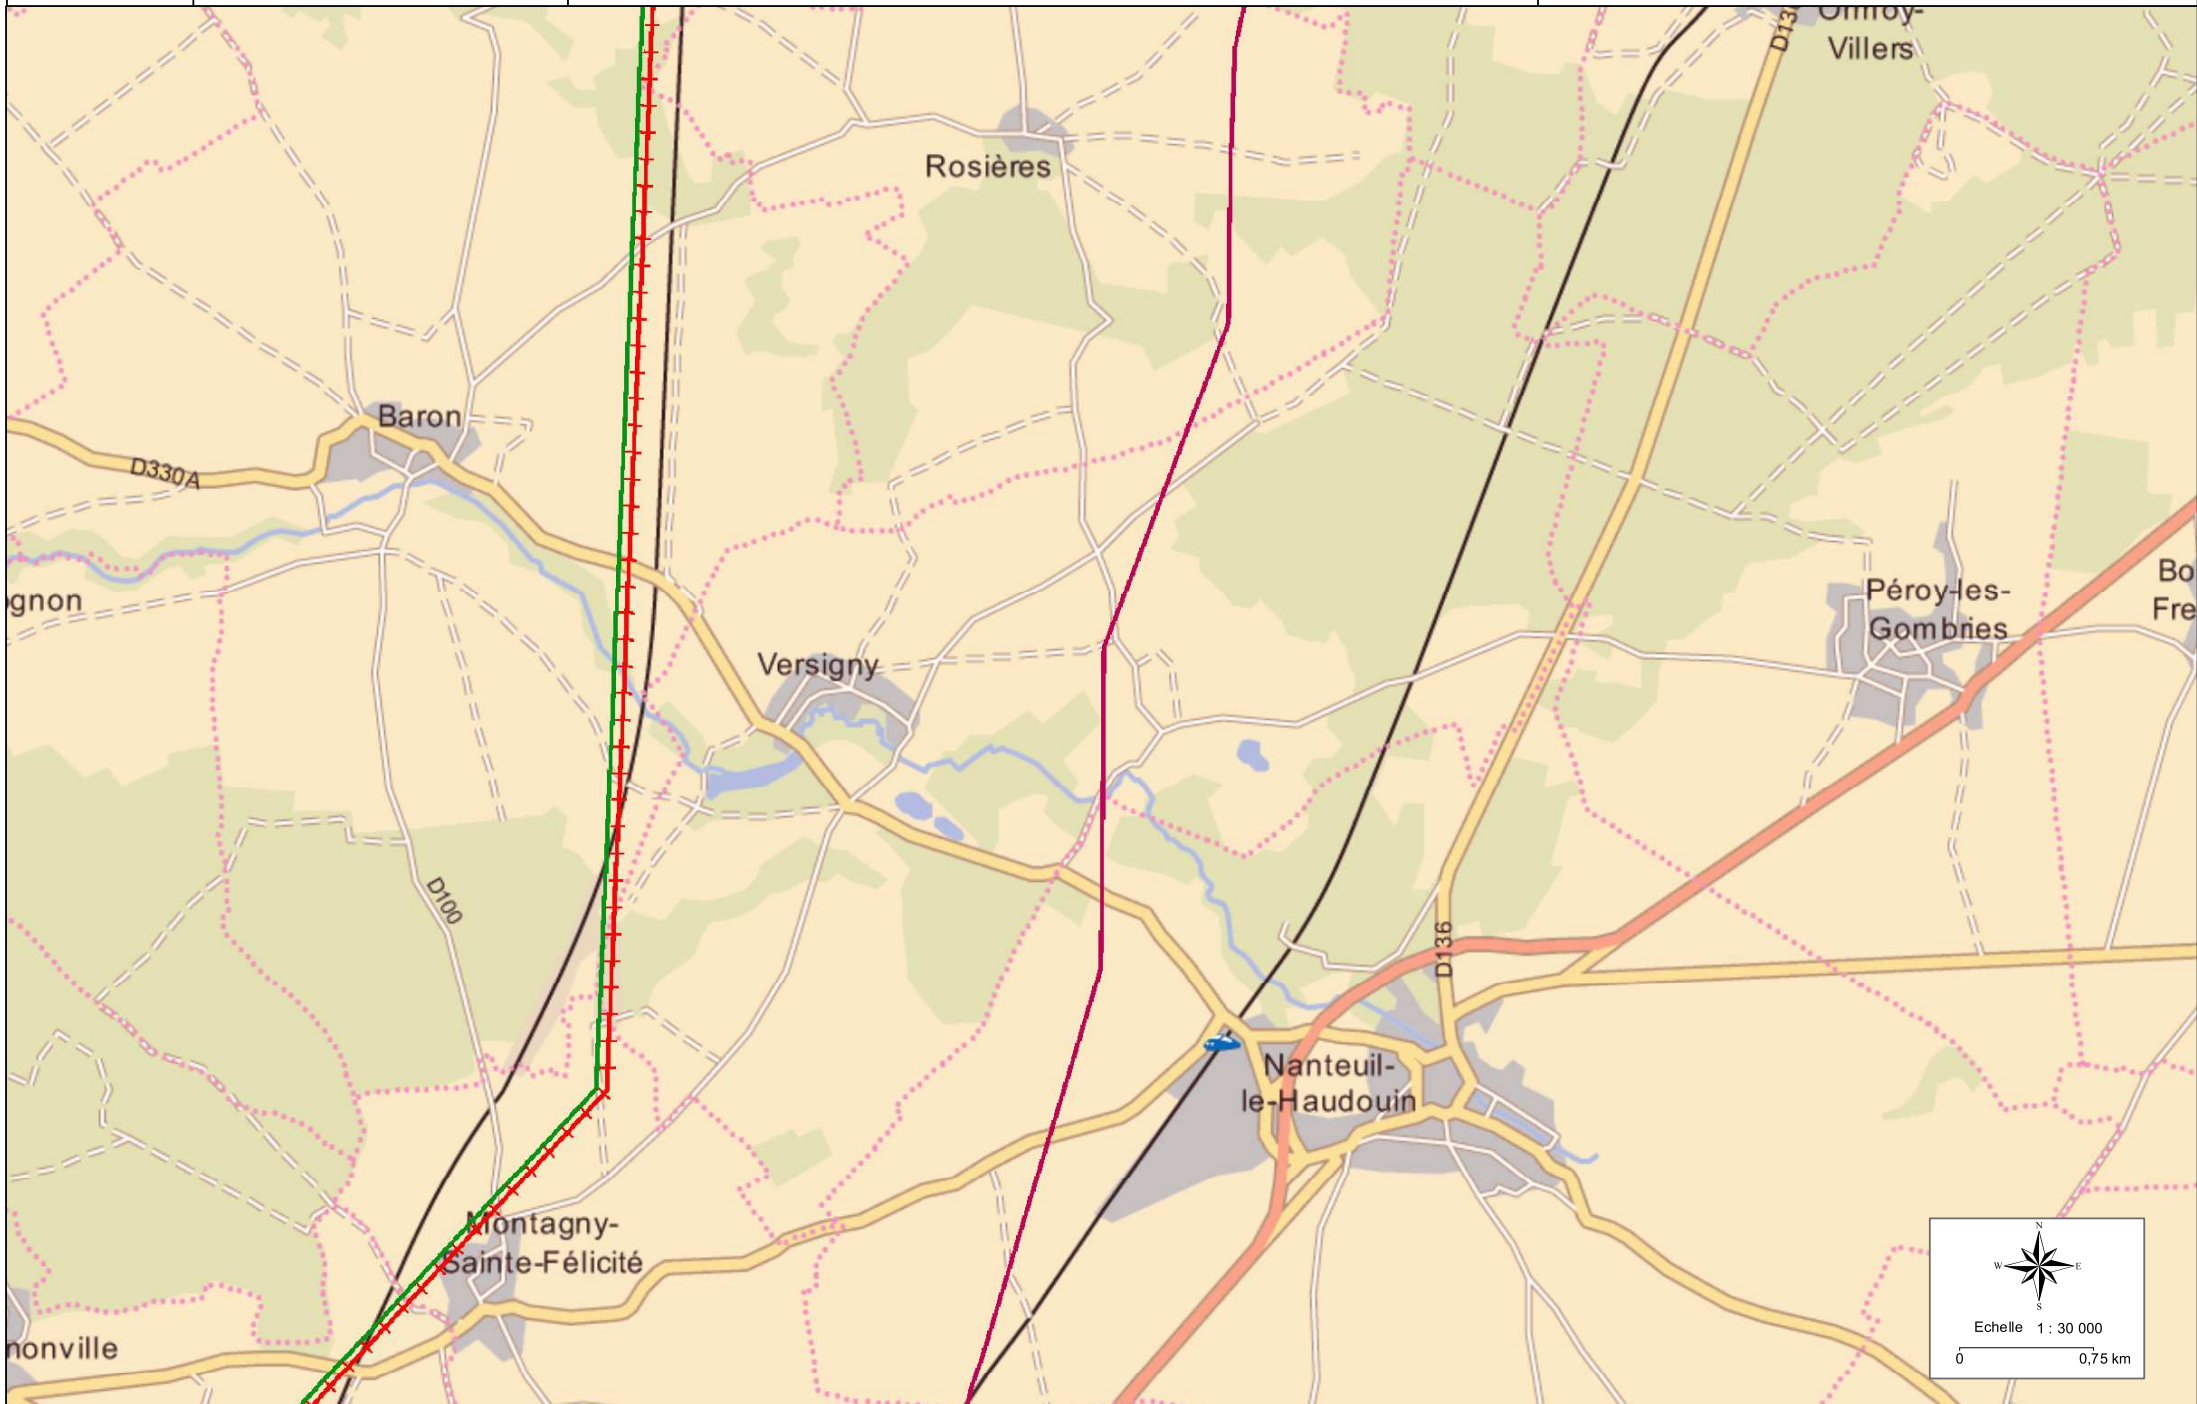 D136
Villers
Rosières
Baron
D330A
Péroy-les-
Gombries
Bo
Fre
gnon
Versigny
D100
D136
Nanteuil-
le-Haudouin
Montagny-
Sainte-Félicité
nonville
N
W E
S
Echelle 1 : 30 000
0 0,75 km